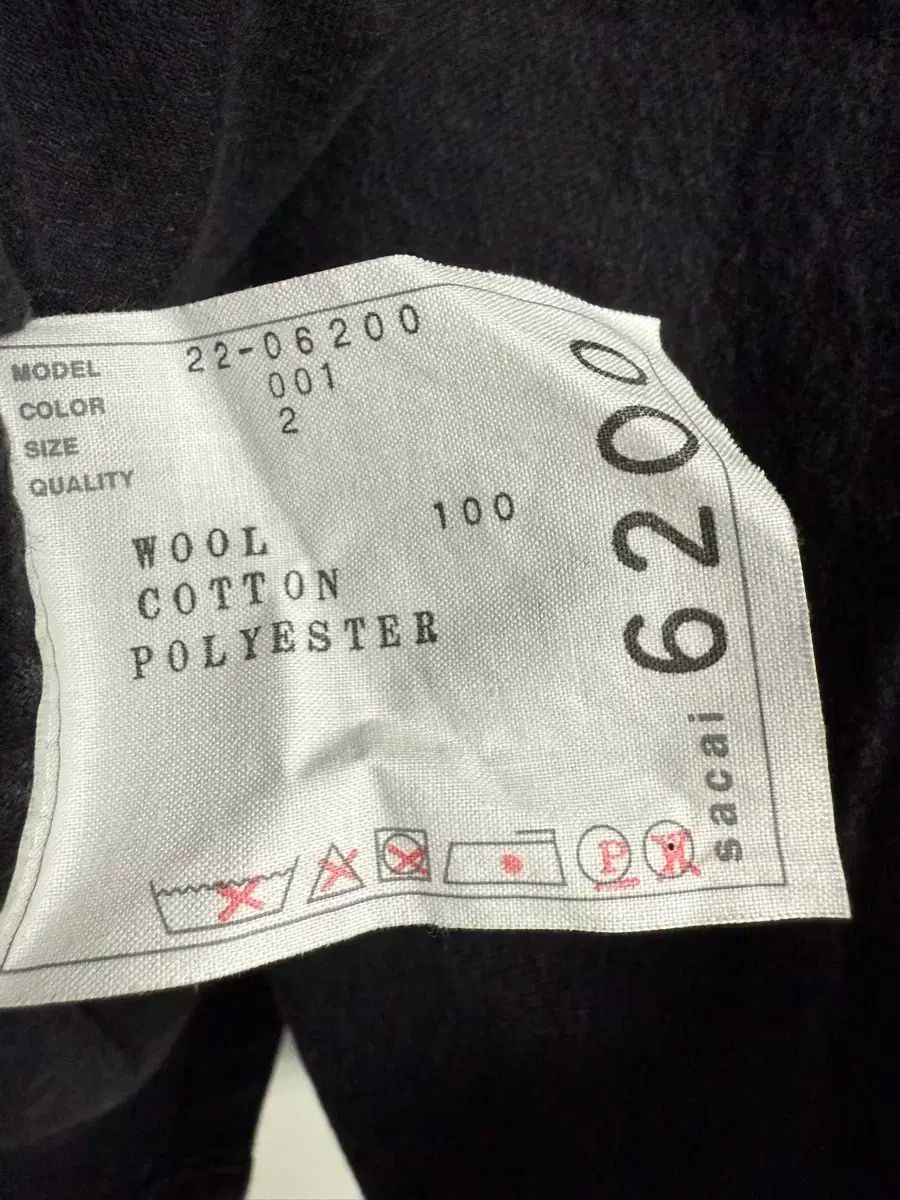 MODEL 22-06200
COLOR 001
SIZE 2
QUALITY
WOOL 100
COTTON
POLYESTER
P W
sacai 6200